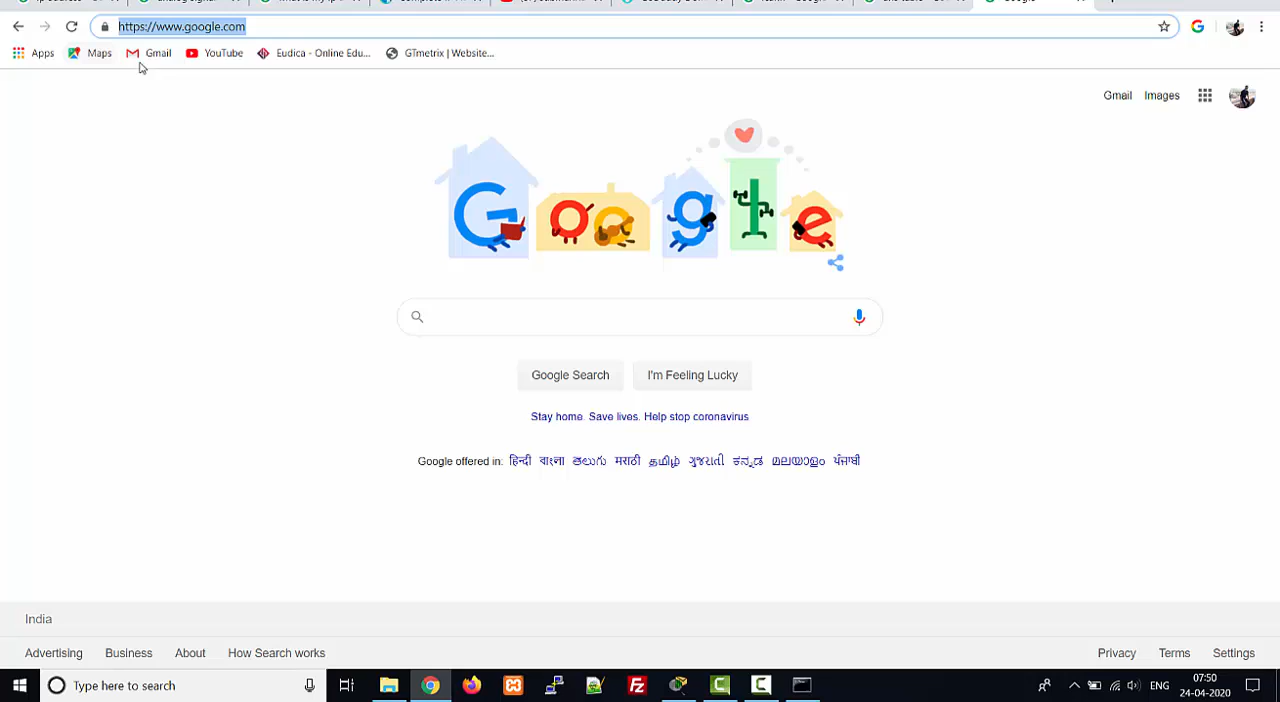 https://www.google.com
Apps Maps Gmail YouTube Eudica - Online Edu... GTmetrix | Website...
Gmail Images
Google
Google Search I'm Feeling Lucky
Stay home. Save lives. Help stop coronavirus
Google offered in: हिन्दी বাংলা తెలుగు मराठी தமிழ் ગુજરાતી ಕನ್ನಡ മലയാളം ਪੰਜਾਬੀ
India
Advertising Business About How Search works Privacy Terms Settings
Type here to search ENG 07:50
24-04-2020